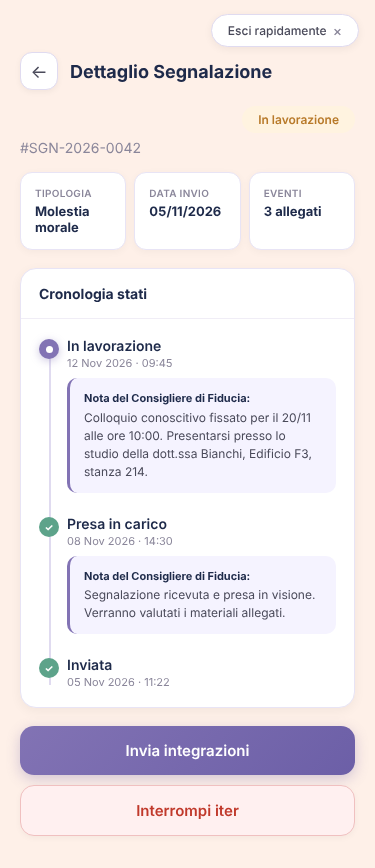 Esci rapidamente ×
← Dettaglio Segnalazione
In lavorazione
#SGN-2026-0042
TIPOLOGIA
Molestia
morale
DATA INVIO
05/11/2026
EVENTI
3 allegati
Cronologia stati
In lavorazione
12 Nov 2026 · 09:45
Nota del Consigliere di Fiducia:
Colloquio conoscitivo fissato per il 20/11
alle ore 10:00. Presentarsi presso lo
studio della dott.ssa Bianchi, Edificio F3,
stanza 214.
Presa in carico
08 Nov 2026 · 14:30
Nota del Consigliere di Fiducia:
Segnalazione ricevuta e presa in visione.
Verranno valutati i materiali allegati.
Inviata
05 Nov 2026 · 11:22
Invia integrazioni
Interrompi iter